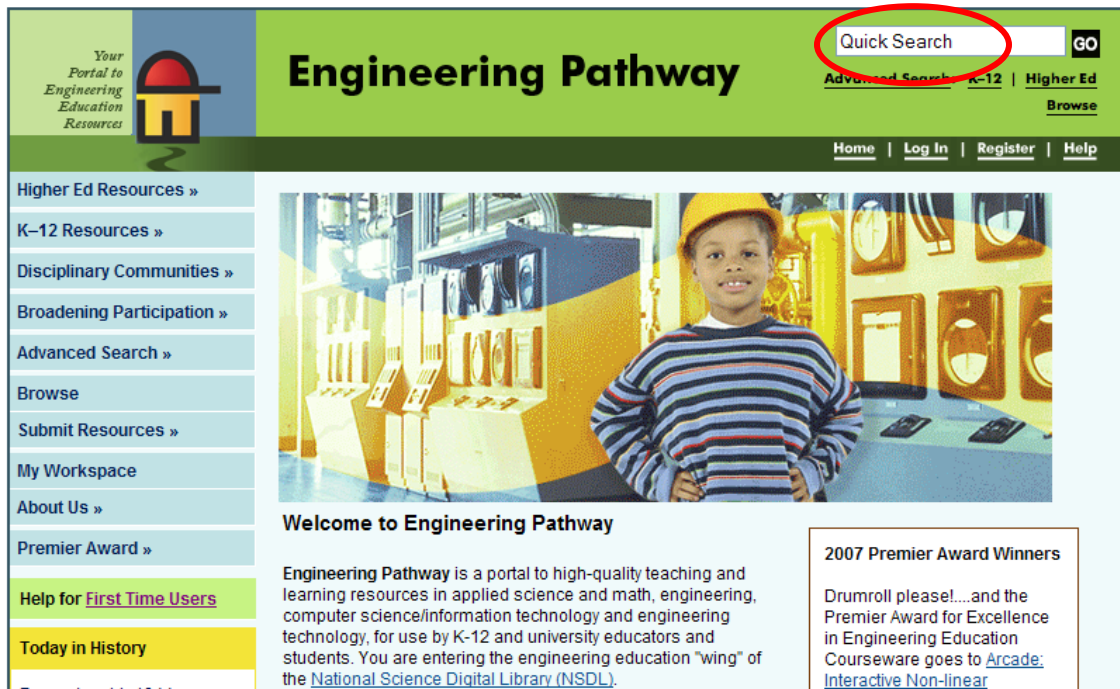 Your
Portal to
Engineering
Education
Resources
Engineering Pathway
Quick Search
GO
Advanced Search: K–12 | Higher Ed
Browse
Home | Log In | Register | Help
Higher Ed Resources »
K–12 Resources »
Disciplinary Communities »
Broadening Participation »
Advanced Search »
Browse
Submit Resources »
My Workspace
About Us »
Premier Award »
Help for First Time Users
Today in History
Welcome to Engineering Pathway
Engineering Pathway is a portal to high-quality teaching and
learning resources in applied science and math, engineering,
computer science/information technology and engineering
technology, for use by K-12 and university educators and
students. You are entering the engineering education "wing" of
the National Science Digital Library (NSDL).
2007 Premier Award Winners
Drumroll please!....and the
Premier Award for Excellence
in Engineering Education
Courseware goes to Arcade:
Interactive Non-linear